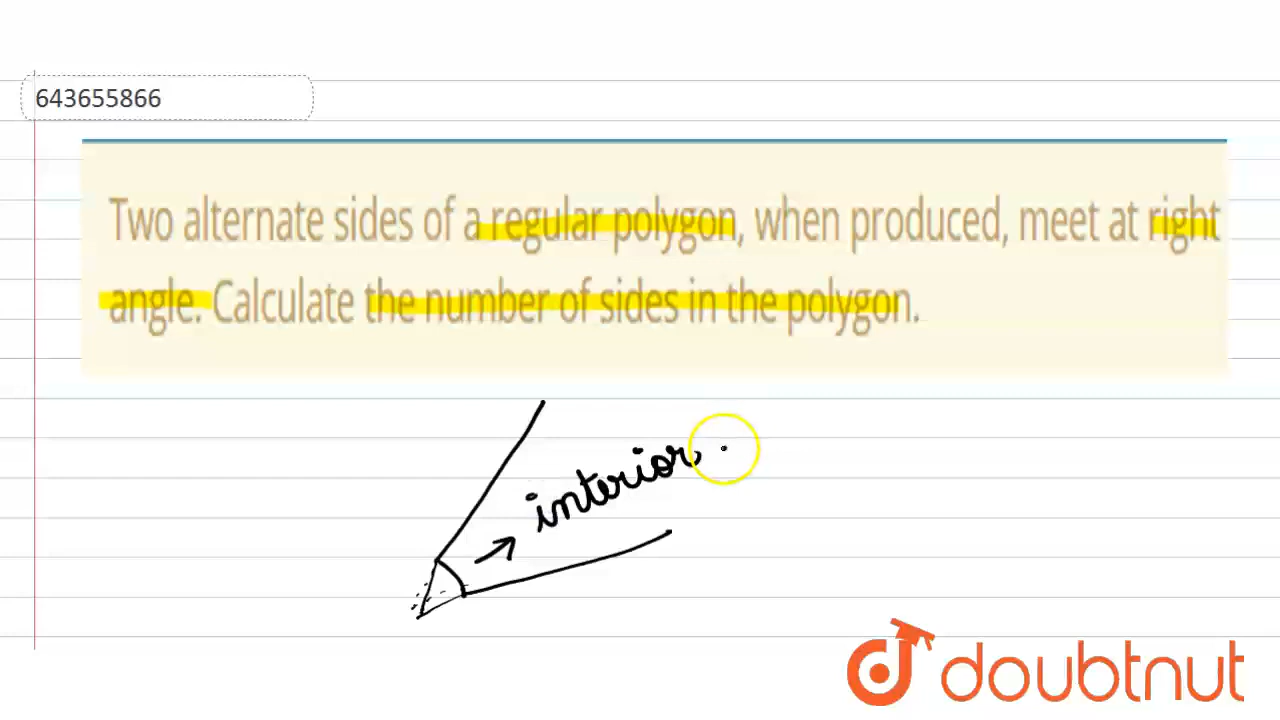 643655866
Two alternate sides of a regular polygon, when produced, meet at right
angle. Calculate the number of sides in the polygon.
interior
doubtnut